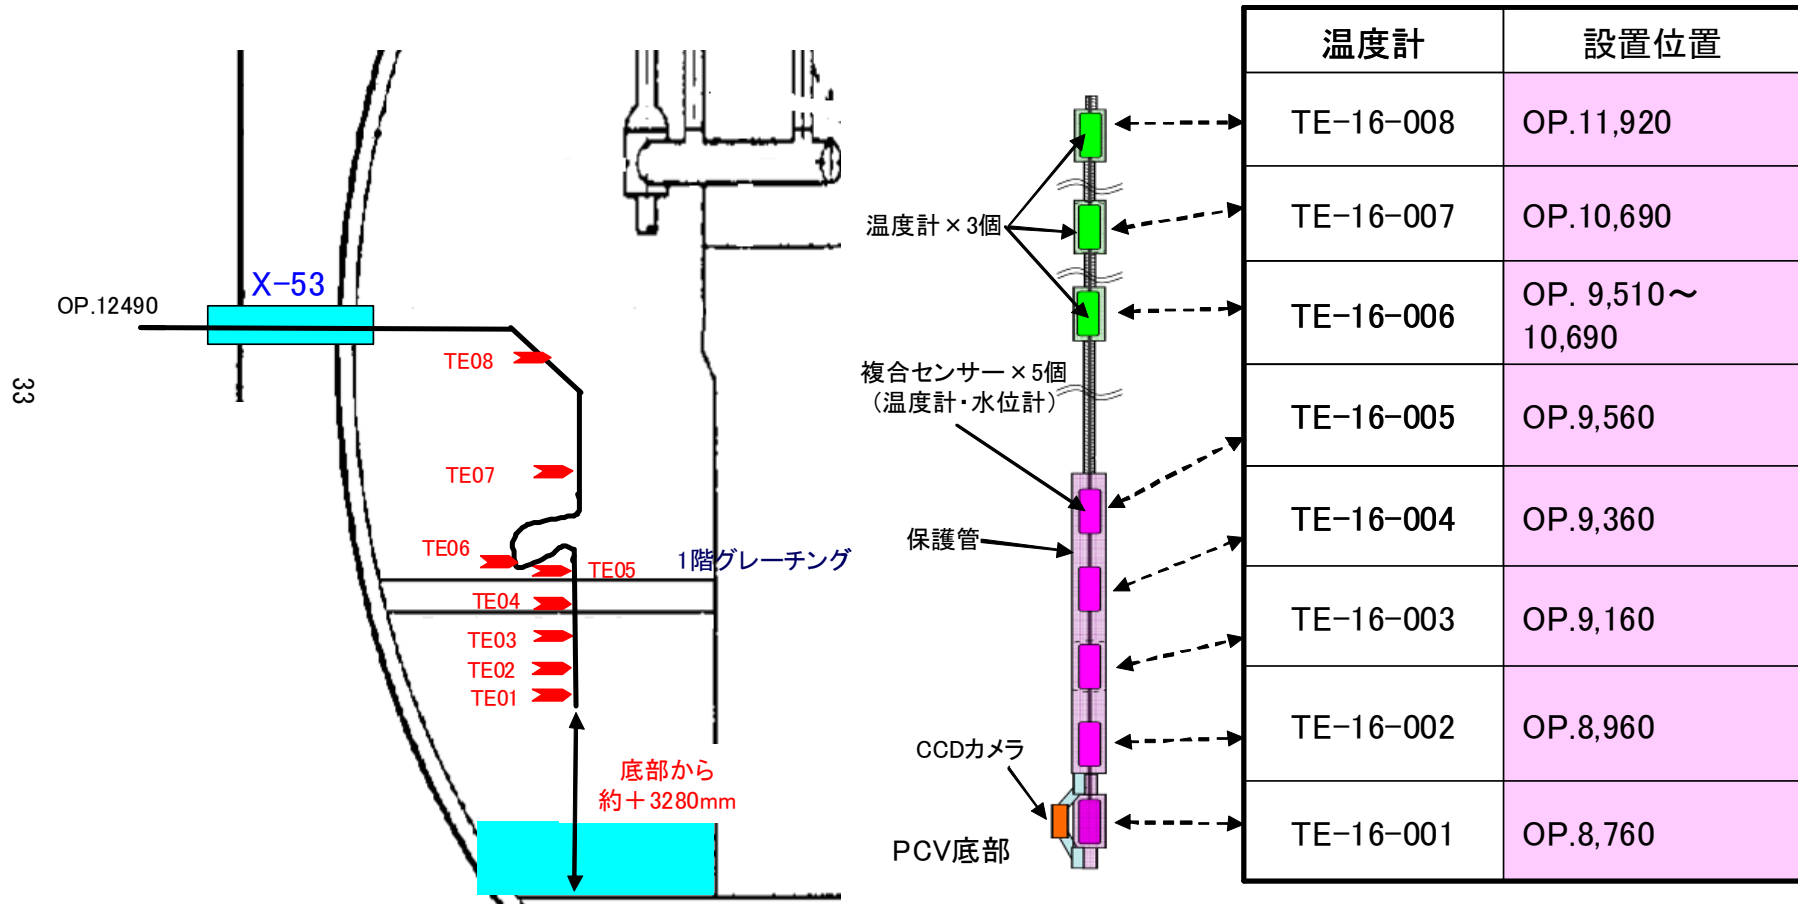 33
OP.12490
X-53
TE08
TE07
TE06
TE05
1階グレーチング
TE04
TE03
TE02
TE01
底部から
約+3280mm
温度計×3個
複合センサー×5個
(温度計・水位計)
保護管
CCDカメラ
PCV底部
温度計 設置位置
TE-16-008 OP.11,920
TE-16-007 OP.10,690
TE-16-006 OP. 9,510~
10,690
TE-16-005 OP.9,560
TE-16-004 OP.9,360
TE-16-003 OP.9,160
TE-16-002 OP.8,960
TE-16-001 OP.8,760